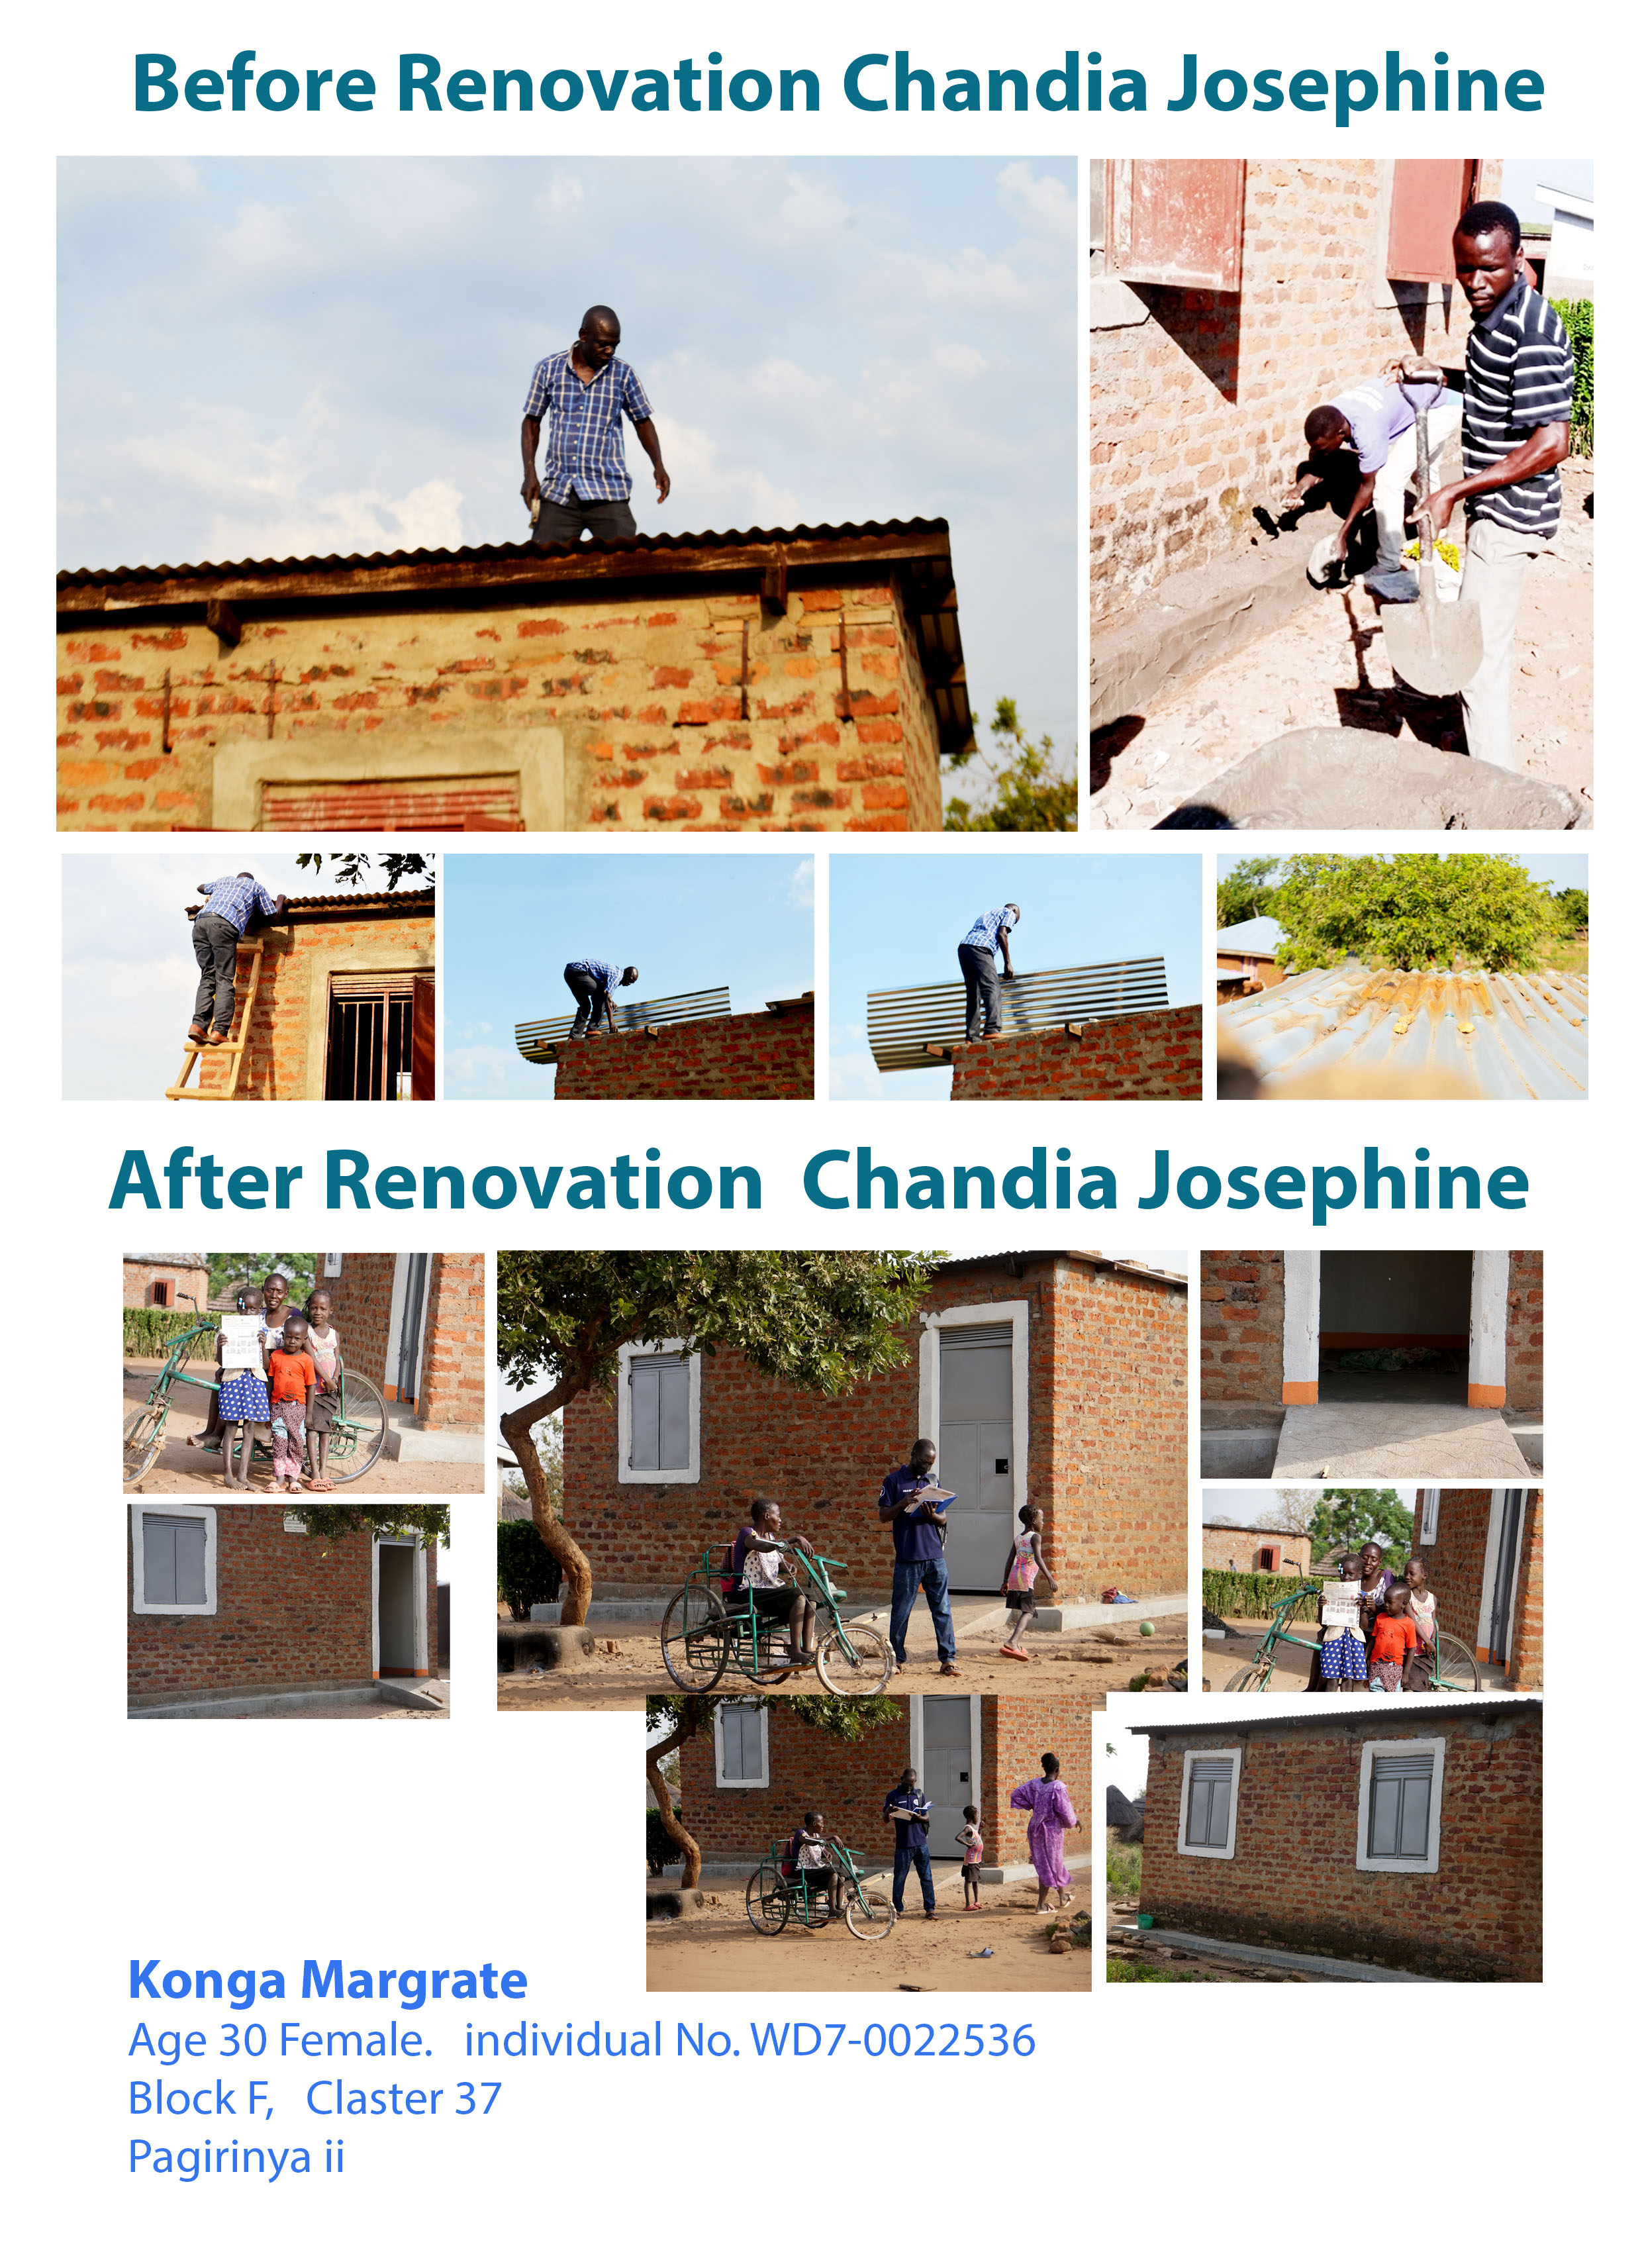 Before Renovation Chandia Josephine
After Renovation Chandia Josephine
Konga Margrate
Age 30 Female. individual No. WD7-0022536
Block F, Claster 37
Pagirinya ii